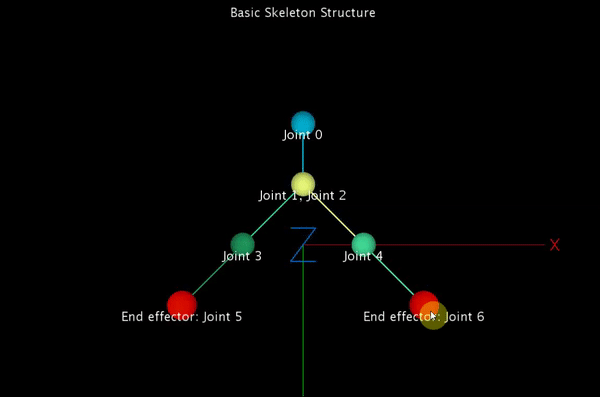 Basic Skeleton Structure
Joint 0
Joint 1, Joint 2
Joint 3
Z
Joint 4
X
End effector: Joint 5
End effector: Joint 6